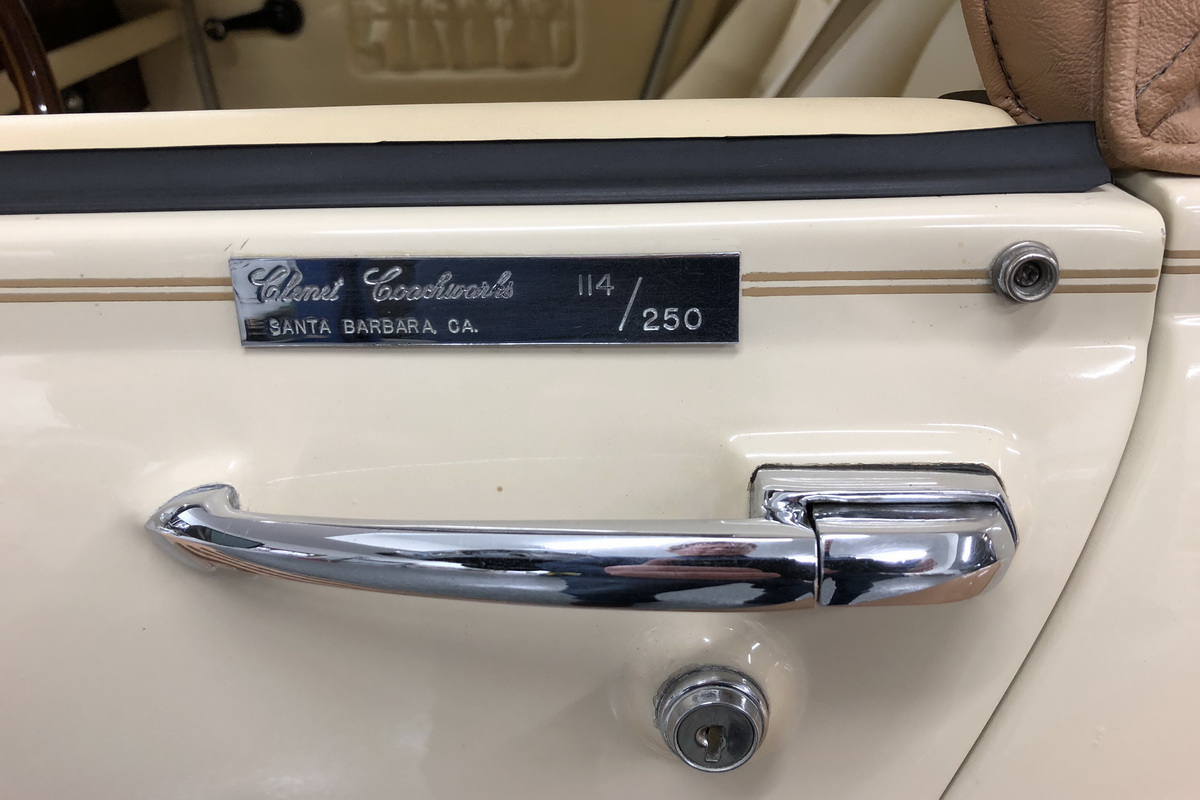 Clenet Coachworks 114/250
SANTA BARBARA, CA.